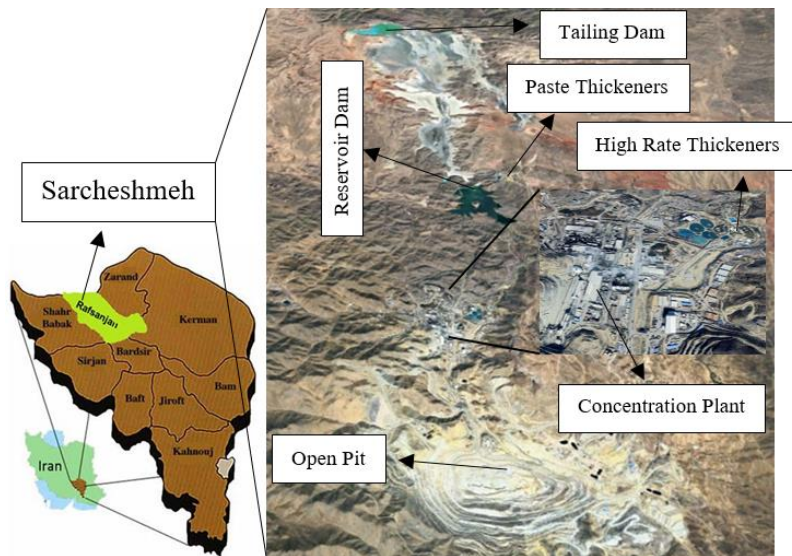 Tailing Dam
Paste Thickeners
High Rate Thickeners
Reservoir Dam
Sarcheshmeh
Concentration Plant
Open Pit
Zarand
Rafsanjan
Kerman
Shahr
Babak
Sirjan
Bardsir
Baft
Jiroft
Bam
Kahnouj
Iran